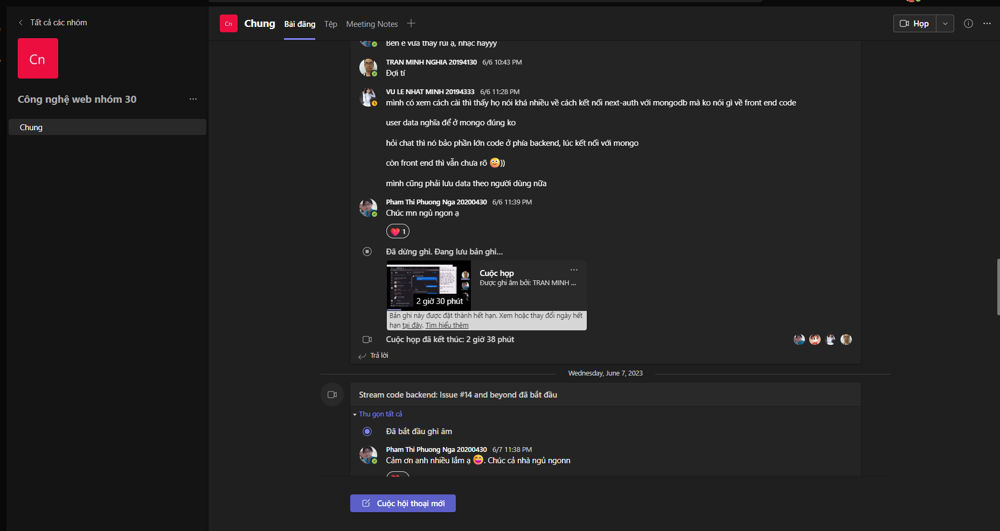 Tất cả các nhóm
Cn
Công nghệ web nhóm 30
Chung
Cn
Chung
Bài đăng
Tệp
Meeting Notes
Họp
Bên e vừa thấy rùi ạ, nhạc hayyy
TRAN MINH NGHIA 20194130 6/6 10:43 PM
Đợi tí
VU LE NHAT MINH 20194333 6/6 11:28 PM
mình có xem cách cài thì thấy họ nói khá nhiều về cách kết nối next-auth với mongodb mà ko nói gì về front end code
user data nghĩa để ở mongo đúng ko
hỏi chat thì nó bảo phần lớn code ở phía backend, lúc kết nối với mongo
còn front end thì vẫn chưa rõ 🙂))
mình cũng phải lưu data theo người dùng nữa
Pham Thi Phuong Nga 20200430 6/6 11:39 PM
Chúc mn ngủ ngon ạ
❤️ 1
Đã dừng ghi. Đang lưu bản ghi...
2 giờ 30 phút
Cuộc họp
Được ghi âm bởi: TRAN MINH ...
Bản ghi này được đặt thành hết hạn. Xem hoặc thay đổi ngày hết
hạn tại đây. Tìm hiểu thêm
Cuộc họp đã kết thúc: 2 giờ 38 phút
Trả lời
Wednesday, June 7, 2023
Stream code backend: Issue #14 and beyond đã bắt đầu
Thu gọn tất cả
Đã bắt đầu ghi âm
Pham Thi Phuong Nga 20200430 6/7 11:38 PM
Cảm ơn anh nhiều lắm ạ 😄. Chúc cả nhà ngủ ngonn
Cuộc hội thoại mới